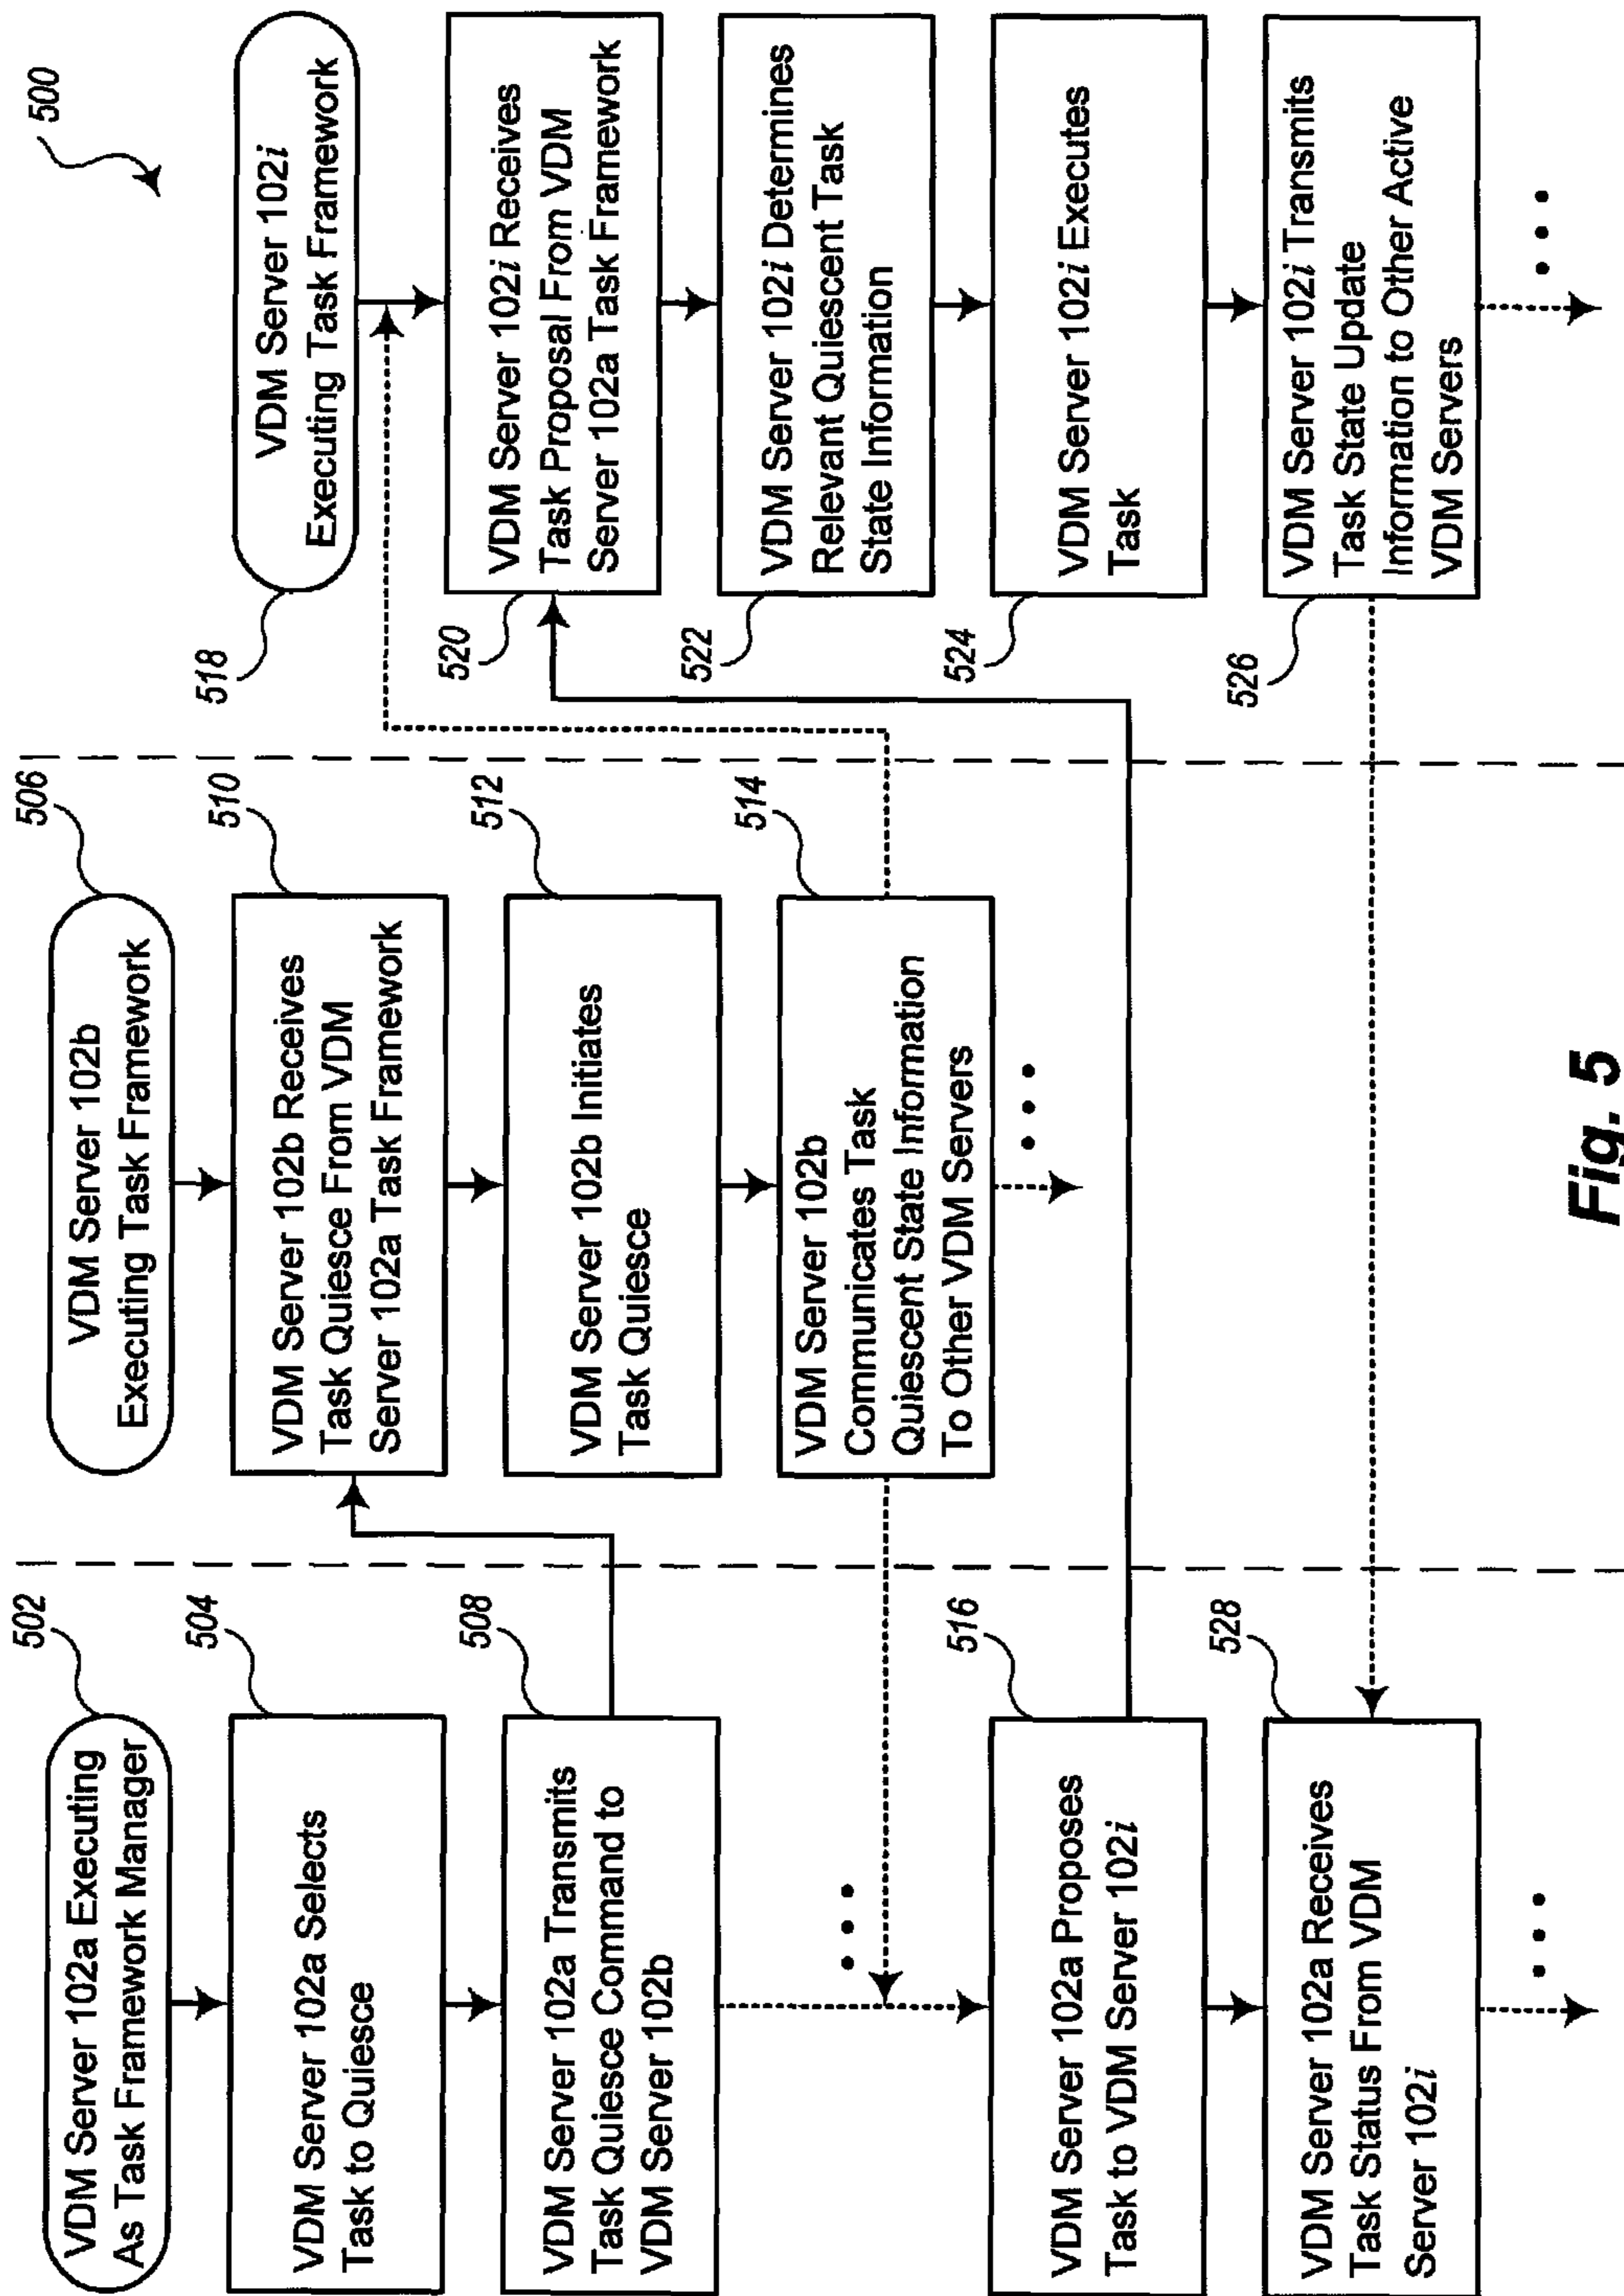 500
502
VDM Server 102a Executing
As Task Framework Manager
504
VDM Server 102a Selects
Task to Quiesce
508
VDM Server 102a Transmits
Task Quiesce Command to
VDM Server 102b
516
VDM Server 102a Proposes
Task to VDM Server 102i
528
VDM Server 102a Receives
Task Status From VDM
Server 102i
506
VDM Server 102b
Executing Task Framework
510
VDM Server 102b Receives
Task Quiesce From VDM
Server 102a Task Framework
512
VDM Server 102b Initiates
Task Quiesce
514
VDM Server 102b
Communicates Task
Quiescent State Information
To Other VDM Servers
518
VDM Server 102i
Executing Task Framework
520
VDM Server 102i Receives
Task Proposal From VDM
Server 102a Task Framework
522
VDM Server 102i Determines
Relevant Quiescent Task
State Information
524
VDM Server 102i Executes
Task
526
VDM Server 102i Transmits
Task State Update
Information to Other Active
VDM Servers
Fig. 5